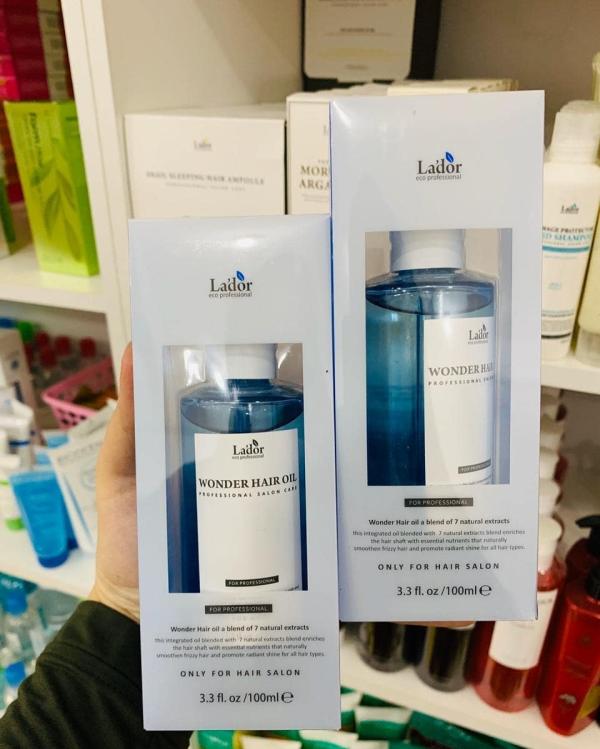 La'dor
eco professional
La'dor
eco professional
WONDER HAIR OIL
PROFESSIONAL SALON CARE
FOR PROFESSIONAL
FOR PROFESSIONAL
Wonder Hair oil a blend of 7 natural extracts
this integrated oil blended with 7 natural extracts blend enriches
the hair shaft with essential nutrients that naturally
smoothen frizzy hair and promote radiant shine for all hair types.
ONLY FOR HAIR SALON
3.3 fl. oz /100ml ℮
La'dor
eco professional
La'dor
WONDER HAI
PROFESSIONAL
FOR PROFESSIONAL
Wonder Hair oil a blend of 7 natural extracts
this integrated oil blended with 7 natural extracts blend enriches
the hair shaft with essential nutrients that naturally
smoothen frizzy hair and promote radiant shine for all hair types.
ONLY FOR HAIR SALON
3.3 fl. oz /100ml ℮
La'dor
SNAIL SLEEPING HAIR AMPOULE
MOR
ARGA
La'dor